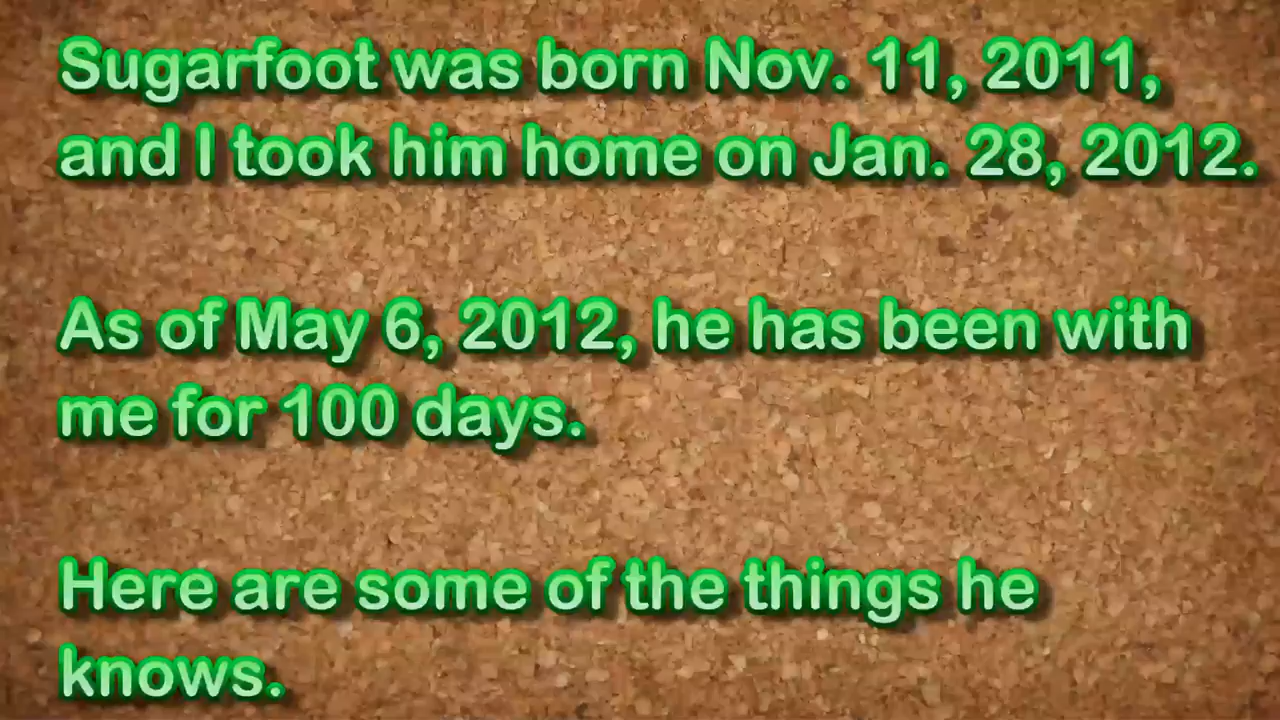 Sugarfoot was born Nov. 11, 2011,
and I took him home on Jan. 28, 2012.
As of May 6, 2012, he has been with
me for 100 days.
Here are some of the things he
knows.